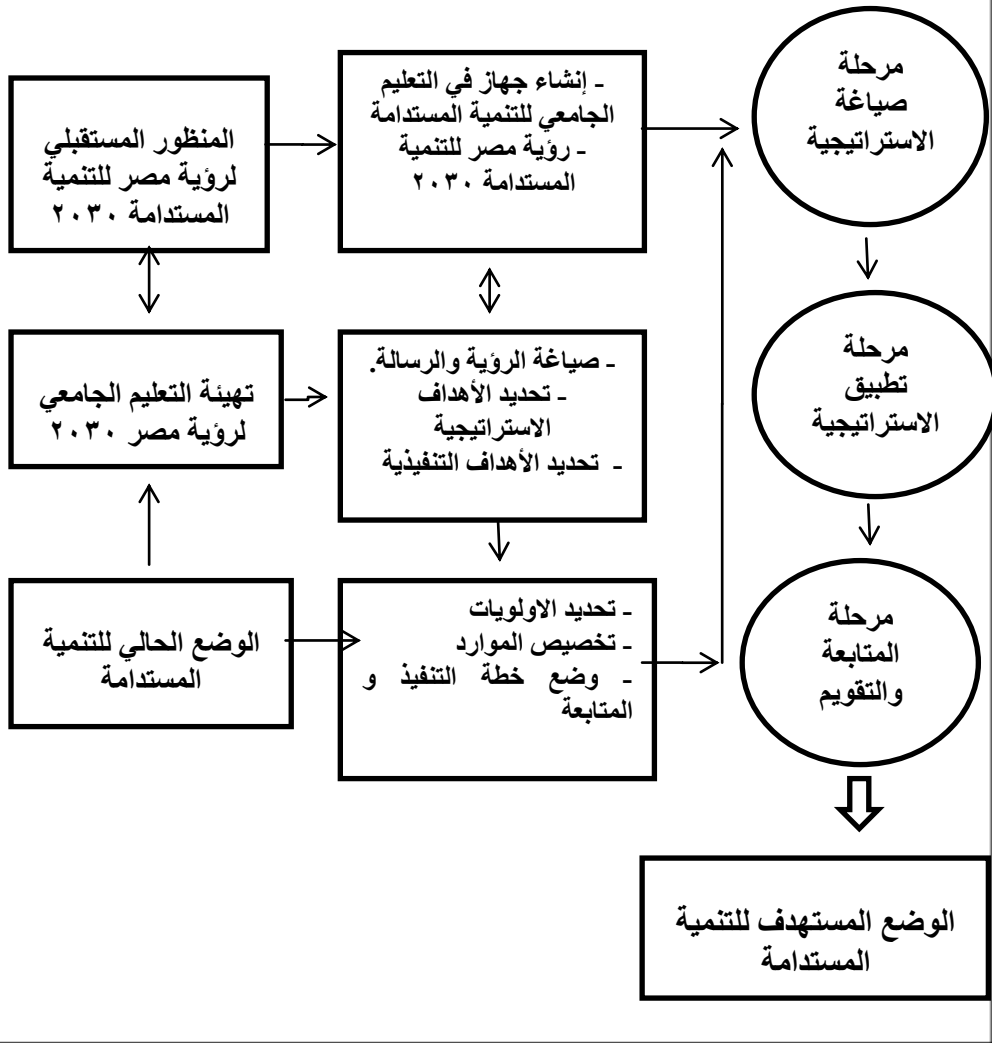 مرحلة
صياغة
الاستراتيجية
- إنشاء جهاز في التعليم
الجامعي للتنمية المستدامة
- رؤية مصر للتنمية
المستدامة ٢٠٣٠
المنظور المستقبلي
لرؤية مصر للتنمية
المستدامة ٢٠٣٠
مرحلة
تطبيق
الاستراتيجية
- صياغة الرؤية والرسالة.
- تحديد الأهداف
الاستراتيجية
- تحديد الأهداف التنفيذية
تهيئة التعليم الجامعي
لرؤية مصر ٢٠٣٠
مرحلة
المتابعة
والتقويم
- تحديد الاولويات
- تخصيص الموارد
- وضع خطة التنفيذ و
المتابعة
الوضع الحالي للتنمية
المستدامة
الوضع المستهدف للتنمية
المستدامة